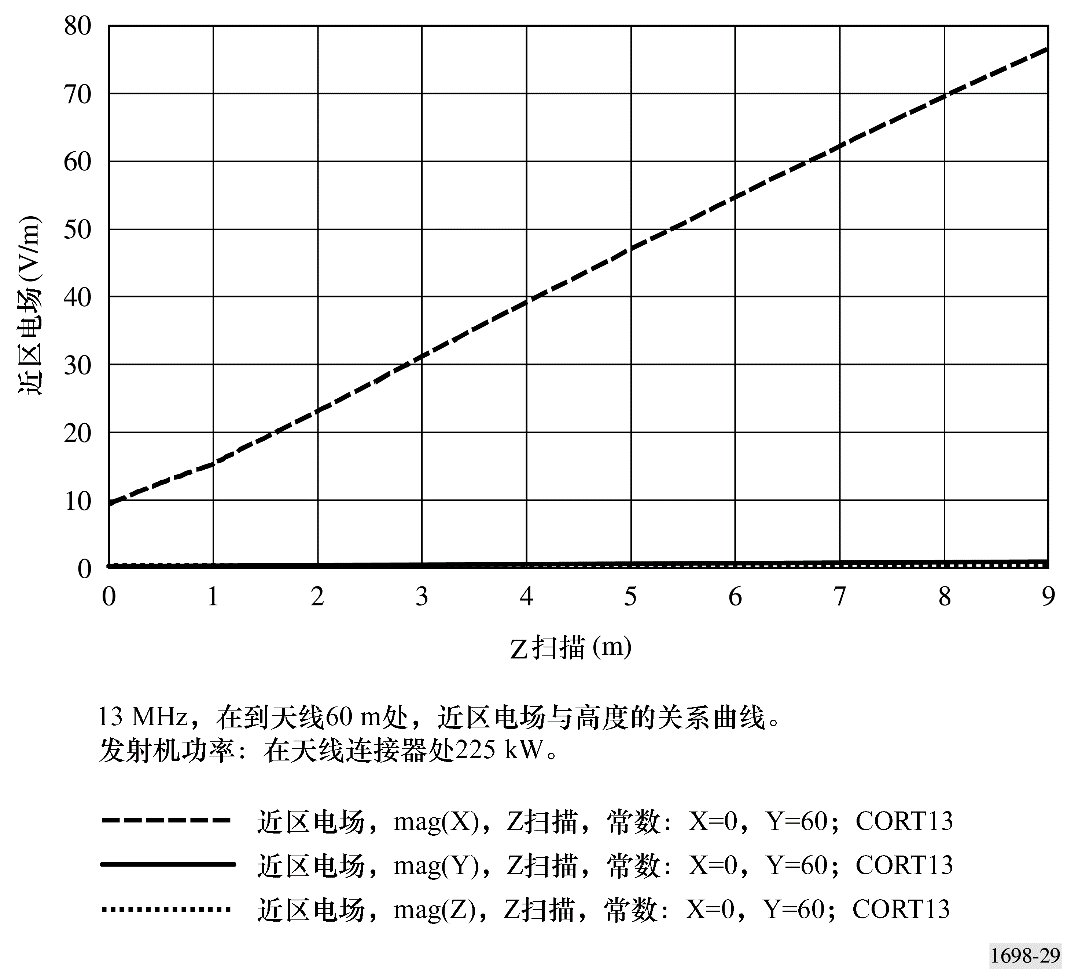 80
70
60
50
40
30
20
10
0
近区电场 (V/m)
0 1 2 3 4 5 6 7 8 9
Z扫描 (m)
13 MHz，在到天线60 m处，近区电场与高度的关系曲线。
发射机功率：在天线连接器处225 kW。
近区电场，mag(X)，Z扫描，常数：X=0，Y=60；CORT13
近区电场，mag(Y)，Z扫描，常数：X=0，Y=60；CORT13
近区电场，mag(Z)，Z扫描，常数：X=0，Y=60；CORT13
1698-29